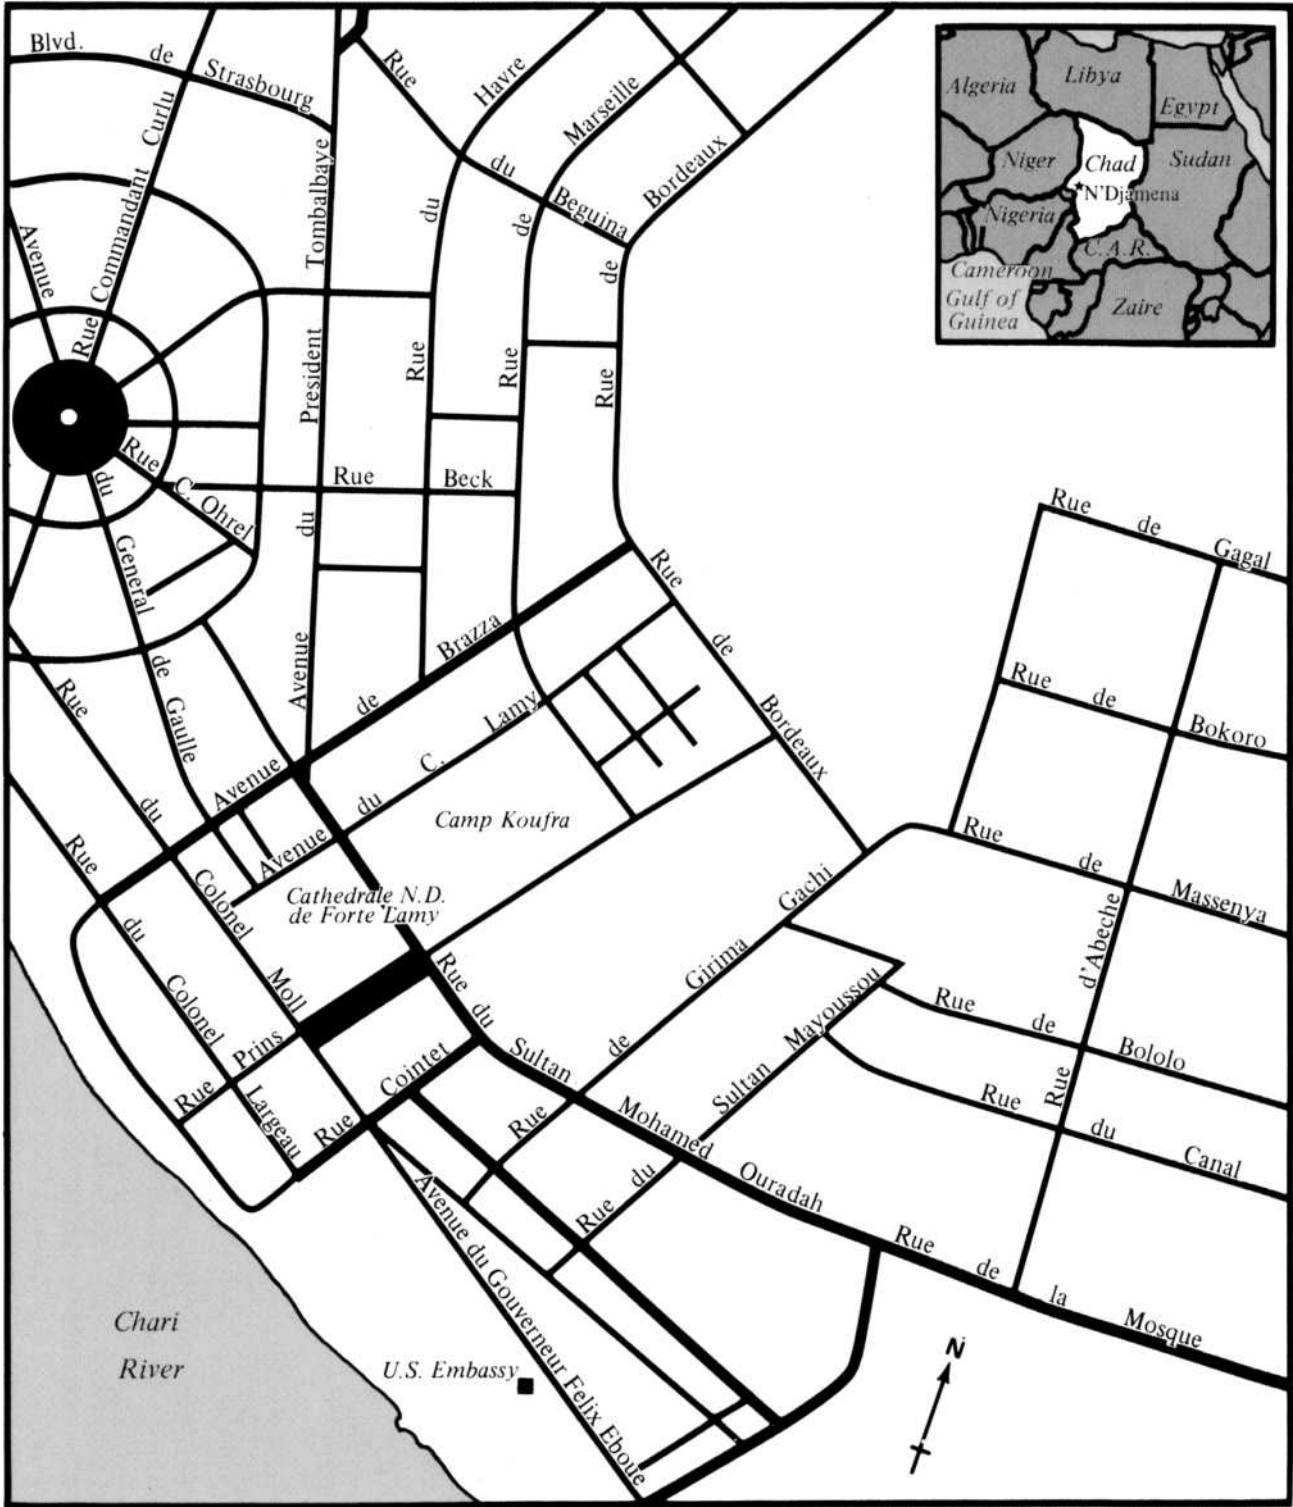 Blvd. de Strasbourg
Rue Commandant Curlu
Avenue
Avenue du President Tombalbaye
Rue du Beguina
Rue du Havre
Rue de Marseille
Rue de Bordeaux
Algeria
Libya
Egypt
Niger
Chad
Sudan
N'Djamena
Nigeria
C.A.R.
Cameroon
Gulf of
Guinea
Zaire
Rue C. Ohrel
Rue Beck
du General de Gaulle
Avenue de Brazza
Avenue du C. Lamy
Rue de Bordeaux
Rue de Gagal
Rue de Bokoro
Rue de Massenya
Rue d'Abeche
Rue de Bololo
Rue du Canal
Camp Koufra
Cathedrale N.D.
de Forte Lamy
Rue du Colonel Moll
Rue du Colonel Largeau
Rue Prins
Rue Cointet
Rue de Girima Gachi
Rue du Sultan Mayoussou
Rue du Sultan Mohamed Ouradah
Rue de la Mosque
Avenue du Gouverneur Felix Eboue
Chari
River
U.S. Embassy
N